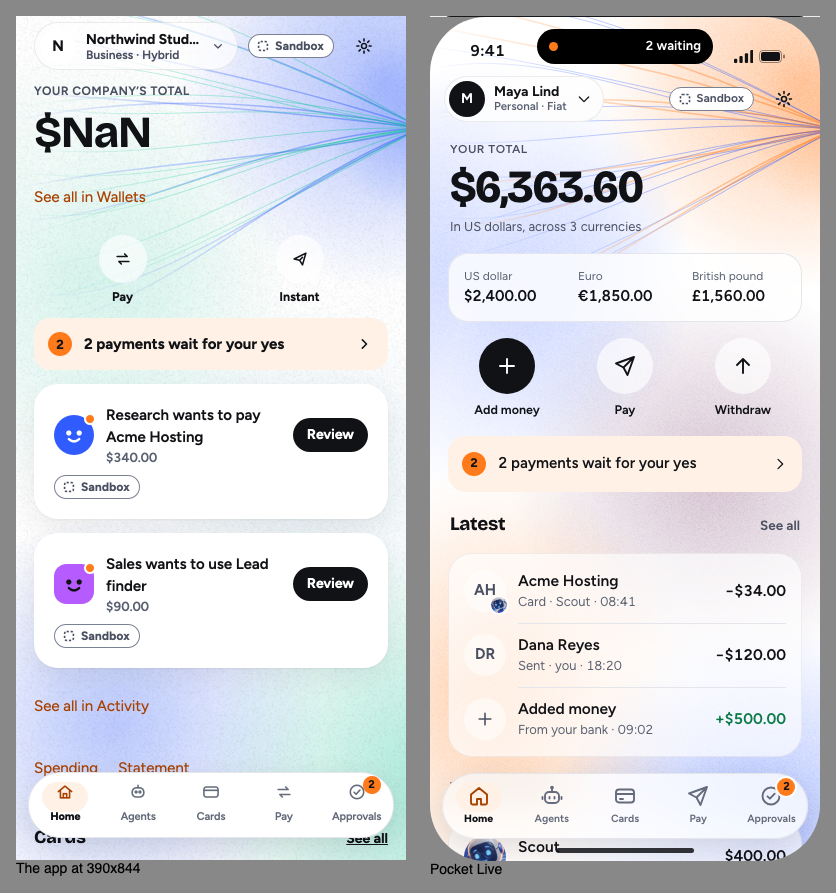 N
Northwind Stud...
Business · Hybrid
Sandbox
YOUR COMPANY'S TOTAL
$NaN
See all in Wallets
Pay
Instant
2
2 payments wait for your yes
Research wants to pay
Acme Hosting
$340.00
Review
Sandbox
Sales wants to use Lead
finder
$90.00
Review
Sandbox
See all in Activity
Spending
Statement
Home
Agents
Cards
Pay
Approvals
2
Cards
See all
The app at 390x844
9:41
2 waiting
M
Maya Lind
Personal · Fiat
Sandbox
YOUR TOTAL
$6,363.60
In US dollars, across 3 currencies
US dollar
$2,400.00
Euro
€1,850.00
British pound
£1,560.00
Add money
Pay
Withdraw
2
2 payments wait for your yes
Latest
See all
AH
Acme Hosting
Card · Scout · 08:41
-$34.00
DR
Dana Reyes
Sent · you · 18:20
-$120.00
Added money
From your bank · 09:02
+$500.00
Home
Agents
Cards
Pay
Approvals
2
Scout
$400.00
Pocket Live